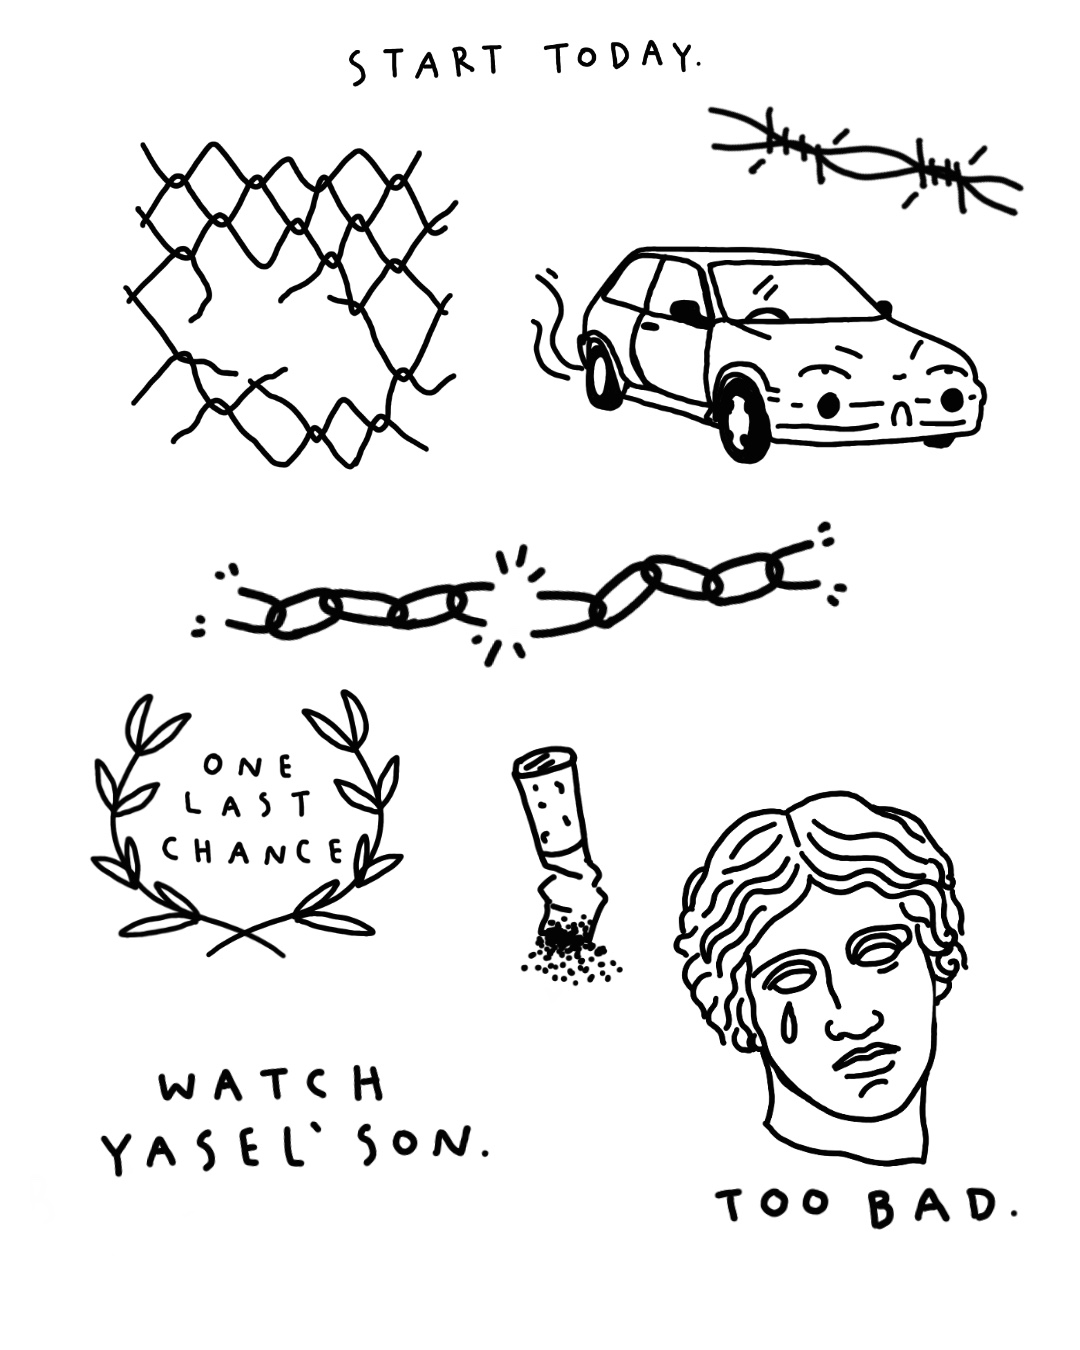 START TODAY.
ONE
LAST
CHANCE
WATCH
YASEL'SON.
TOO BAD.